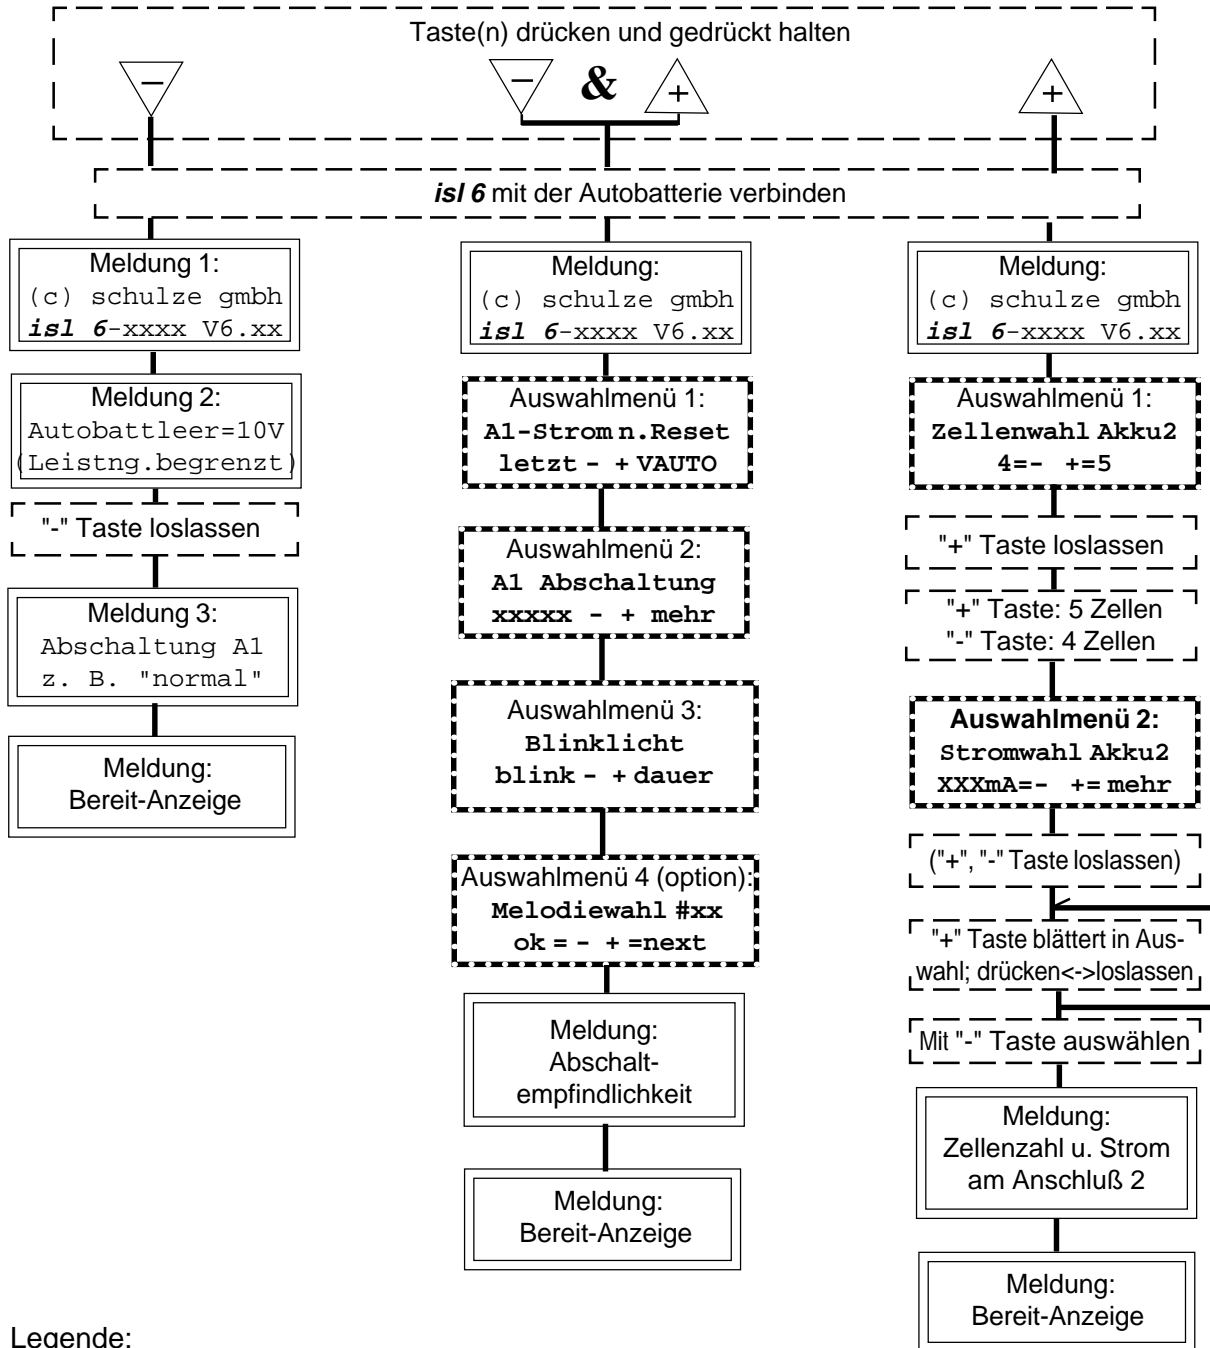 Taste(n) drücken und gedrückt halten
− & + 
− +
isl 6 mit der Autobatterie verbinden
Meldung 1:
(c) schulze gmbh
isl 6-xxxx V6.xx
Meldung 2:
Autobattleer=10V
(Leistng.begrenzt)
"-" Taste loslassen
Meldung 3:
Abschaltung A1
z. B. "normal"
Meldung:
Bereit-Anzeige
Meldung:
(c) schulze gmbh
isl 6-xxxx V6.xx
Auswahlmenü 1:
A1-Strom n.Reset
letzt - + VAUTO
Auswahlmenü 2:
A1 Abschaltung
xxxxx - + mehr
Auswahlmenü 3:
Blinklicht
blink - + dauer
Auswahlmenü 4 (option):
Melodiewahl #xx
ok = - + =next
Meldung:
Abschalt-
empfindlichkeit
Meldung:
Bereit-Anzeige
Meldung:
(c) schulze gmbh
isl 6-xxxx V6.xx
Auswahlmenü 1:
Zellenwahl Akku2
4=- +=5
"+" Taste loslassen
"+" Taste: 5 Zellen
"-" Taste: 4 Zellen
Auswahlmenü 2:
Stromwahl Akku2
XXXmA=- += mehr
("+", "-" Taste loslassen)
"+" Taste blättert in Aus-
wahl; drücken<->loslassen
Mit "-" Taste auswählen
Meldung:
Zellenzahl u. Strom
am Anschluß 2
Meldung:
Bereit-Anzeige
Legende: